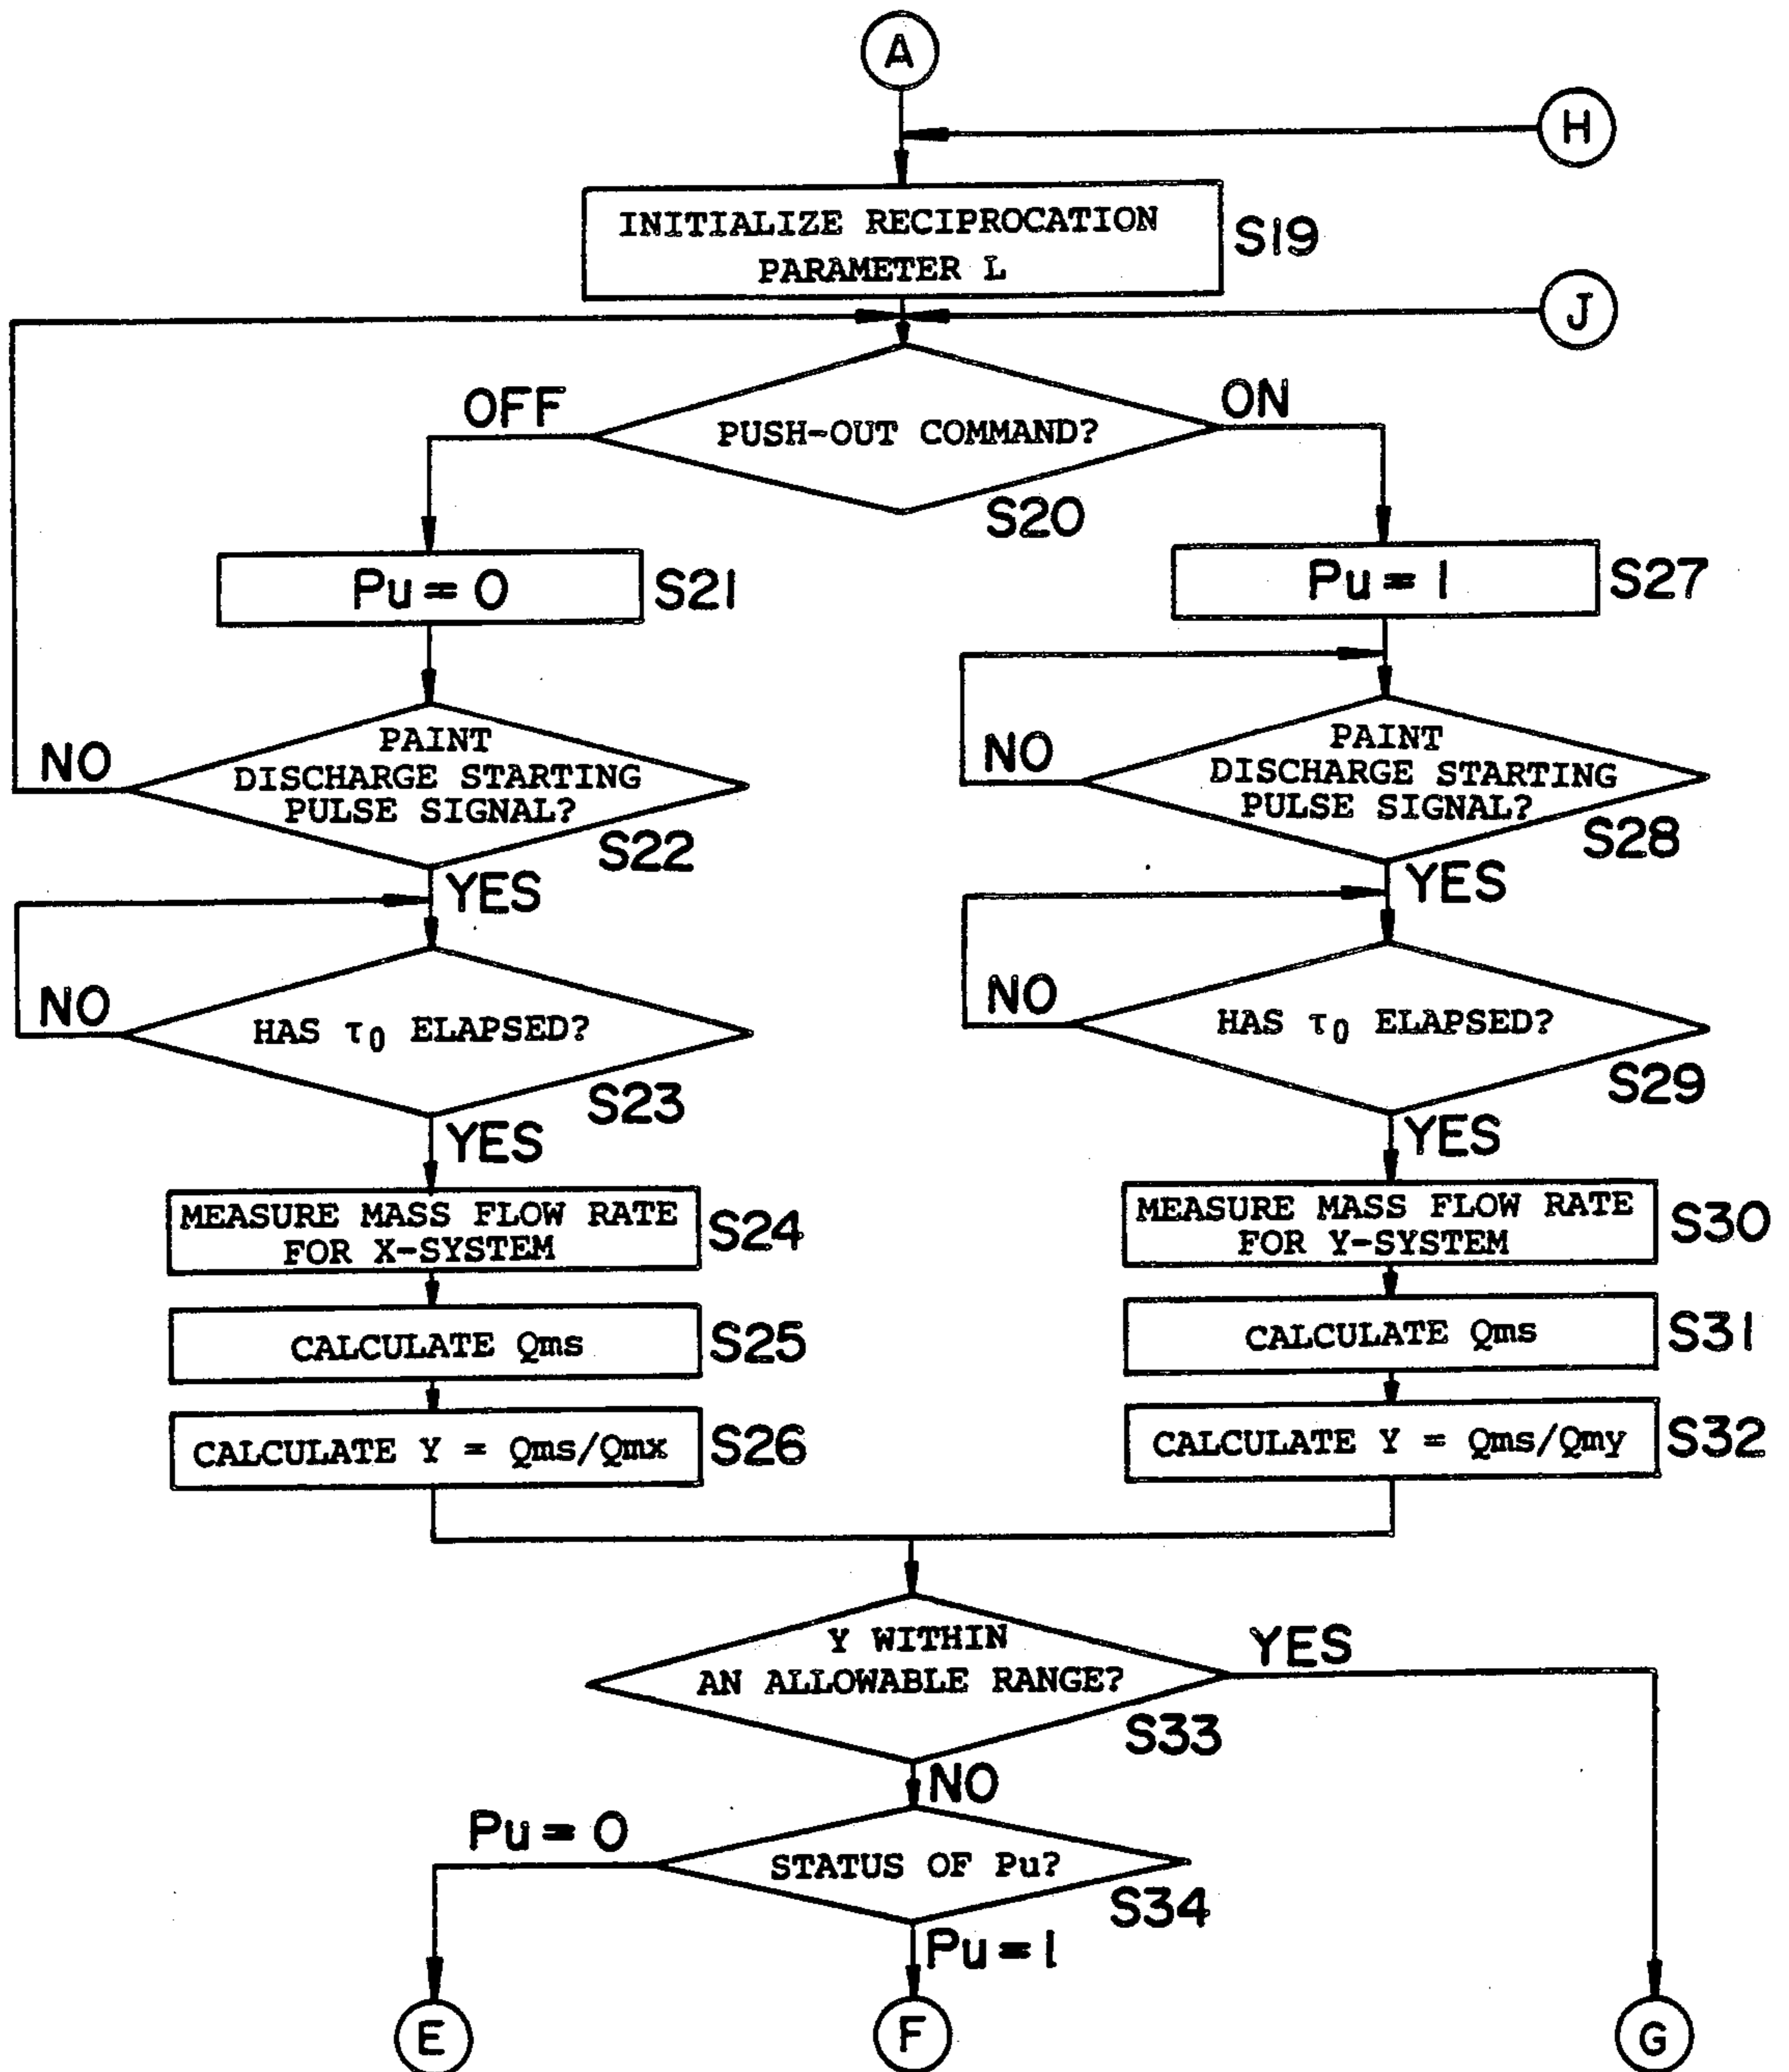 A
H
INITIALIZE RECIPROCATION
PARAMETER L
S19
J
OFF
ON
PUSH-OUT COMMAND?
S20
Pu = 0
S21
Pu = 1
S27
NO
PAINT
DISCHARGE STARTING
PULSE SIGNAL?
S22
YES
NO
PAINT
DISCHARGE STARTING
PULSE SIGNAL?
S28
YES
NO
HAS τ0 ELAPSED?
S23
YES
NO
HAS τ0 ELAPSED?
S29
YES
MEASURE MASS FLOW RATE
FOR X-SYSTEM
S24
MEASURE MASS FLOW RATE
FOR Y-SYSTEM
S30
CALCULATE Qms
S25
CALCULATE Qms
S31
CALCULATE Y = Qms/Qmx
S26
CALCULATE Y = Qms/Qmy
S32
Y WITHIN
AN ALLOWABLE RANGE?
YES
S33
NO
Pu = 0
STATUS OF Pu?
S34
Pu = 1
E
F
G